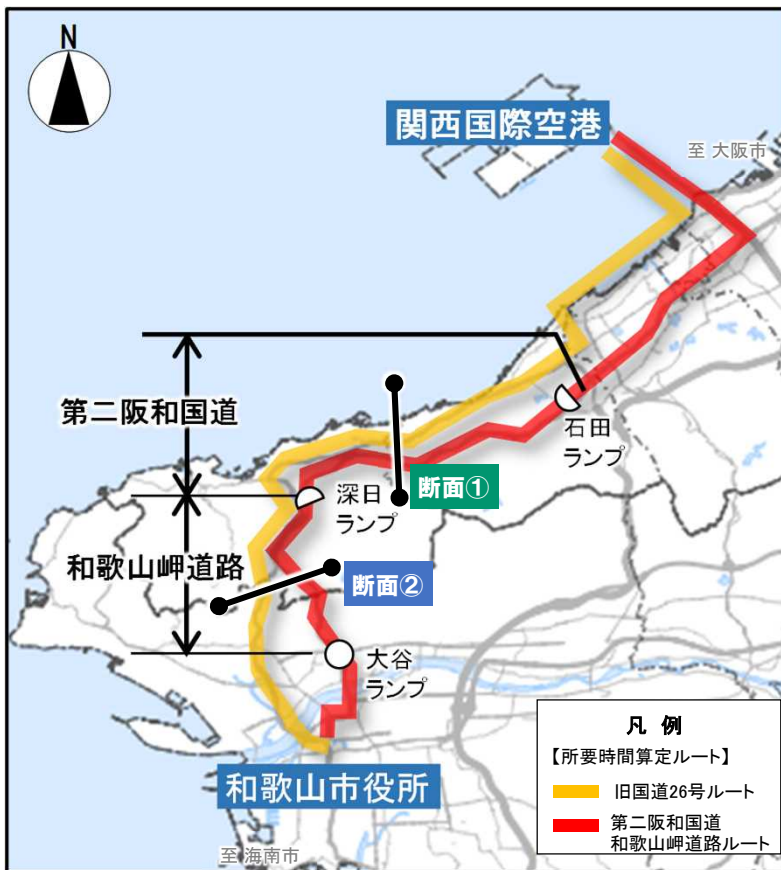 N
関西国際空港
至 大阪市
第二阪和国道
石田
ランプ
断面①
深日
ランプ
和歌山岬道路
断面②
大谷
ランプ
和歌山市役所
至 海南市
凡 例
【所要時間算定ルート】
旧国道26号ルート
第二阪和国道
和歌山岬道路ルート